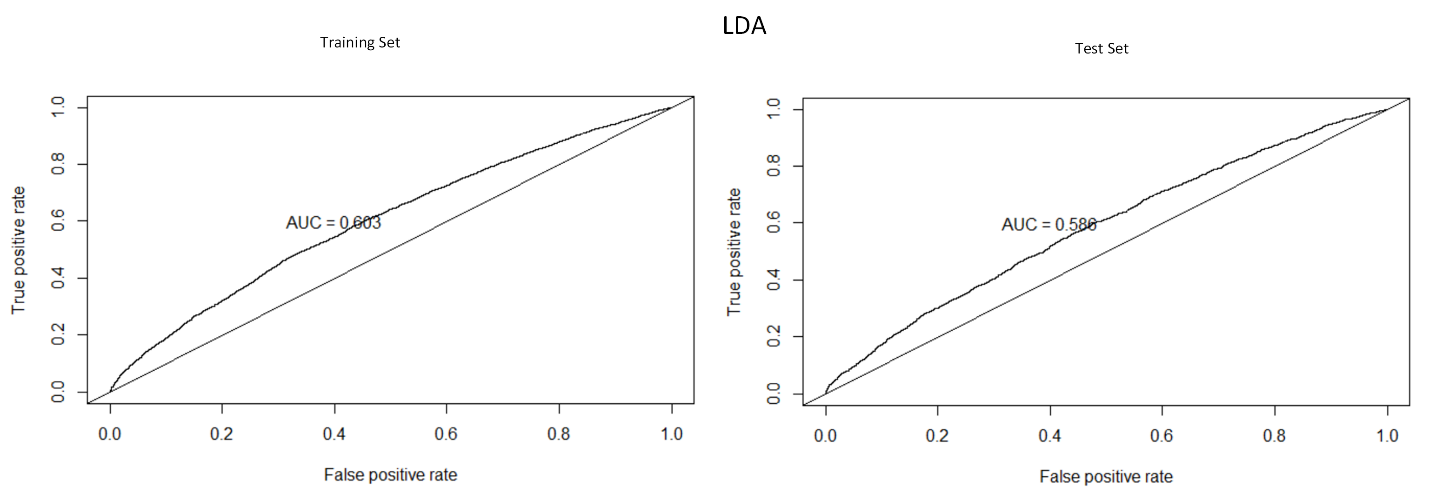 LDA
Training Set
True positive rate
1.0
0.8
0.6
0.4
0.2
0.0
AUC = 0.603
0.0 0.2 0.4 0.6 0.8 1.0
False positive rate
Test Set
True positive rate
1.0
0.8
0.6
0.4
0.2
0.0
AUC = 0.586
0.0 0.2 0.4 0.6 0.8 1.0
False positive rate